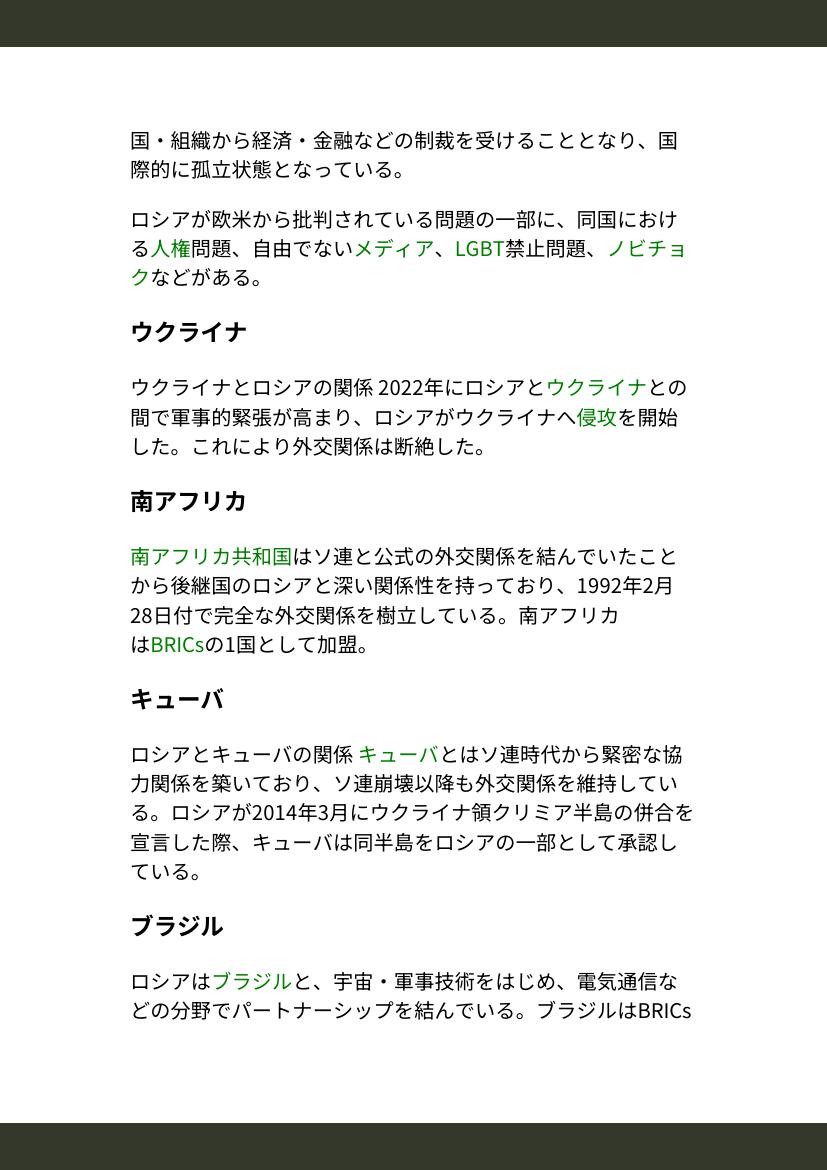 国・組織から経済・金融などの制裁を受けることとなり、国
際的に孤立状態となっている。
ロシアが欧米から批判されている問題の一部に、同国におけ
る人権問題、自由でないメディア、LGBT禁止問題、ノビチョ
クなどがある。
ウクライナ
ウクライナとロシアの関係 2022年にロシアとウクライナとの
間で軍事的緊張が高まり、ロシアがウクライナへ侵攻を開始
した。これにより外交関係は断絶した。
南アフリカ
南アフリカ共和国はソ連と公式の外交関係を結んでいたこと
から後継国のロシアと深い関係性を持っており、1992年2月
28日付で完全な外交関係を樹立している。南アフリカ
はBRICsの1国として加盟。
キューバ
ロシアとキューバの関係 キューバとはソ連時代から緊密な協
力関係を築いており、ソ連崩壊以降も外交関係を維持してい
る。ロシアが2014年3月にウクライナ領クリミア半島の併合を
宣言した際、キューバは同半島をロシアの一部として承認し
ている。
ブラジル
ロシアはブラジルと、宇宙・軍事技術をはじめ、電気通信な
どの分野でパートナーシップを結んでいる。ブラジルはBRICs